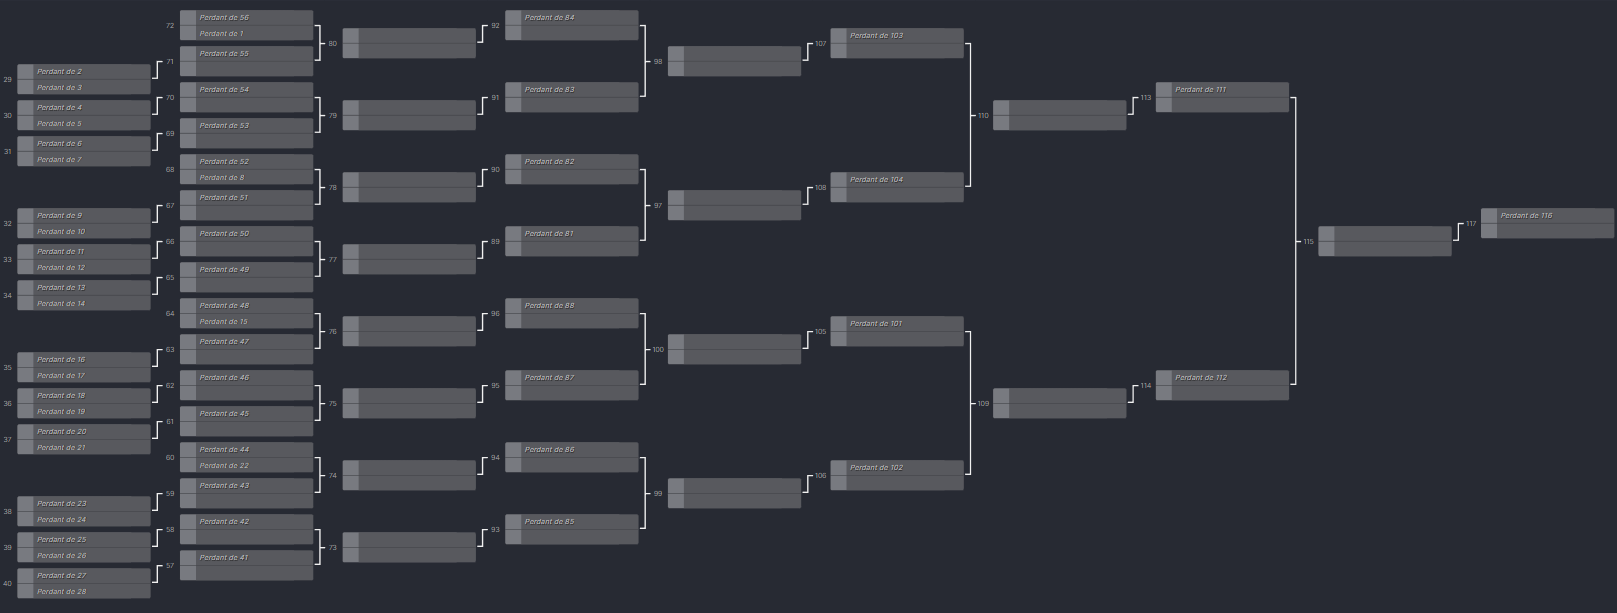 29
Perdant de 2
Perdant de 3
30
Perdant de 4
Perdant de 5
31
Perdant de 6
Perdant de 7
32
Perdant de 9
Perdant de 10
33
Perdant de 11
Perdant de 12
34
Perdant de 13
Perdant de 14
35
Perdant de 16
Perdant de 17
36
Perdant de 18
Perdant de 19
37
Perdant de 20
Perdant de 21
38
Perdant de 23
Perdant de 24
39
Perdant de 25
Perdant de 26
40
Perdant de 27
Perdant de 28
72
Perdant de 56
Perdant de 1
71
Perdant de 55
70
Perdant de 54
69
Perdant de 53
68
Perdant de 52
Perdant de 8
67
Perdant de 51
66
Perdant de 50
65
Perdant de 49
64
Perdant de 48
Perdant de 15
63
Perdant de 47
62
Perdant de 46
61
Perdant de 45
60
Perdant de 44
Perdant de 22
59
Perdant de 43
58
Perdant de 42
57
Perdant de 41
80
79
78
77
76
75
74
73
92
Perdant de 84
91
Perdant de 83
90
Perdant de 82
89
Perdant de 81
96
Perdant de 88
95
Perdant de 87
94
Perdant de 86
93
Perdant de 85
98
97
100
99
107
Perdant de 103
108
Perdant de 104
105
Perdant de 101
106
Perdant de 102
110
109
113
Perdant de 111
114
Perdant de 112
115
117
Perdant de 116